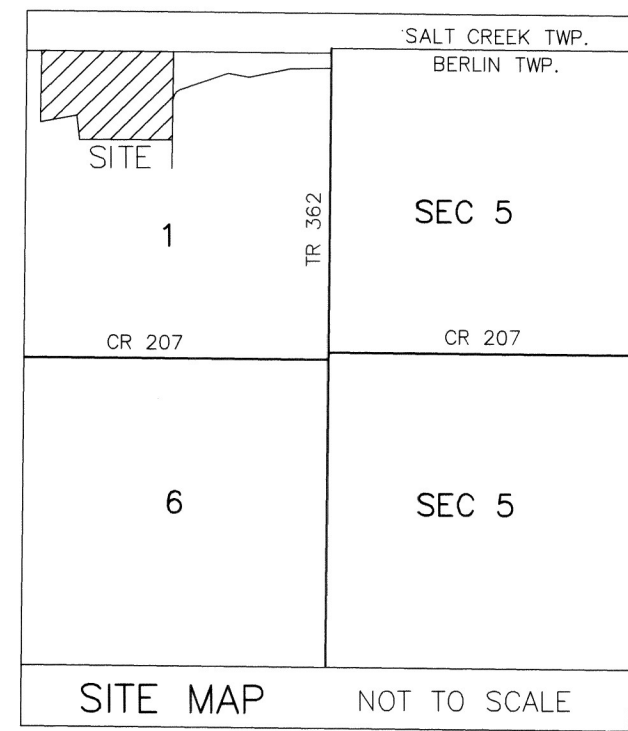 SALT CREEK TWP.
BERLIN TWP.
SITE
1
TR 362
SEC 5
CR 207
CR 207
6
SEC 5
SITE MAP NOT TO SCALE